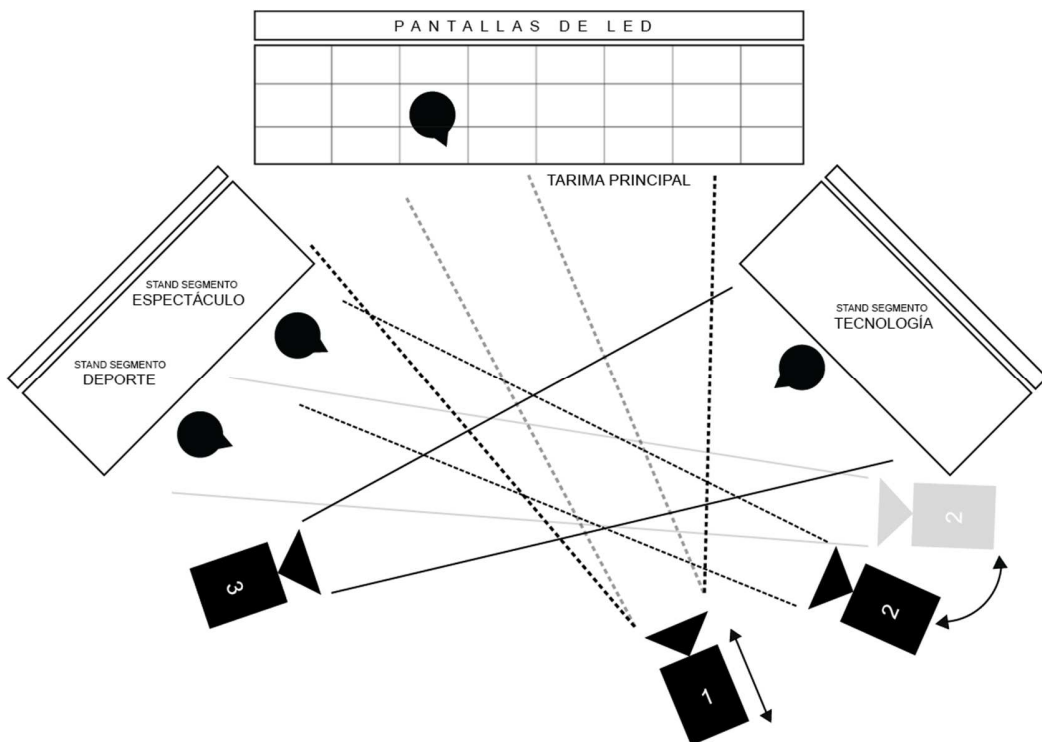 PANTALLAS DE LED
TARIMA PRINCIPAL
STAND SEGMENTO
ESPECTÁCULO
STAND SEGMENTO
DEPORTE
STAND SEGMENTO
TECNOLOGÍA
2
3
2
1